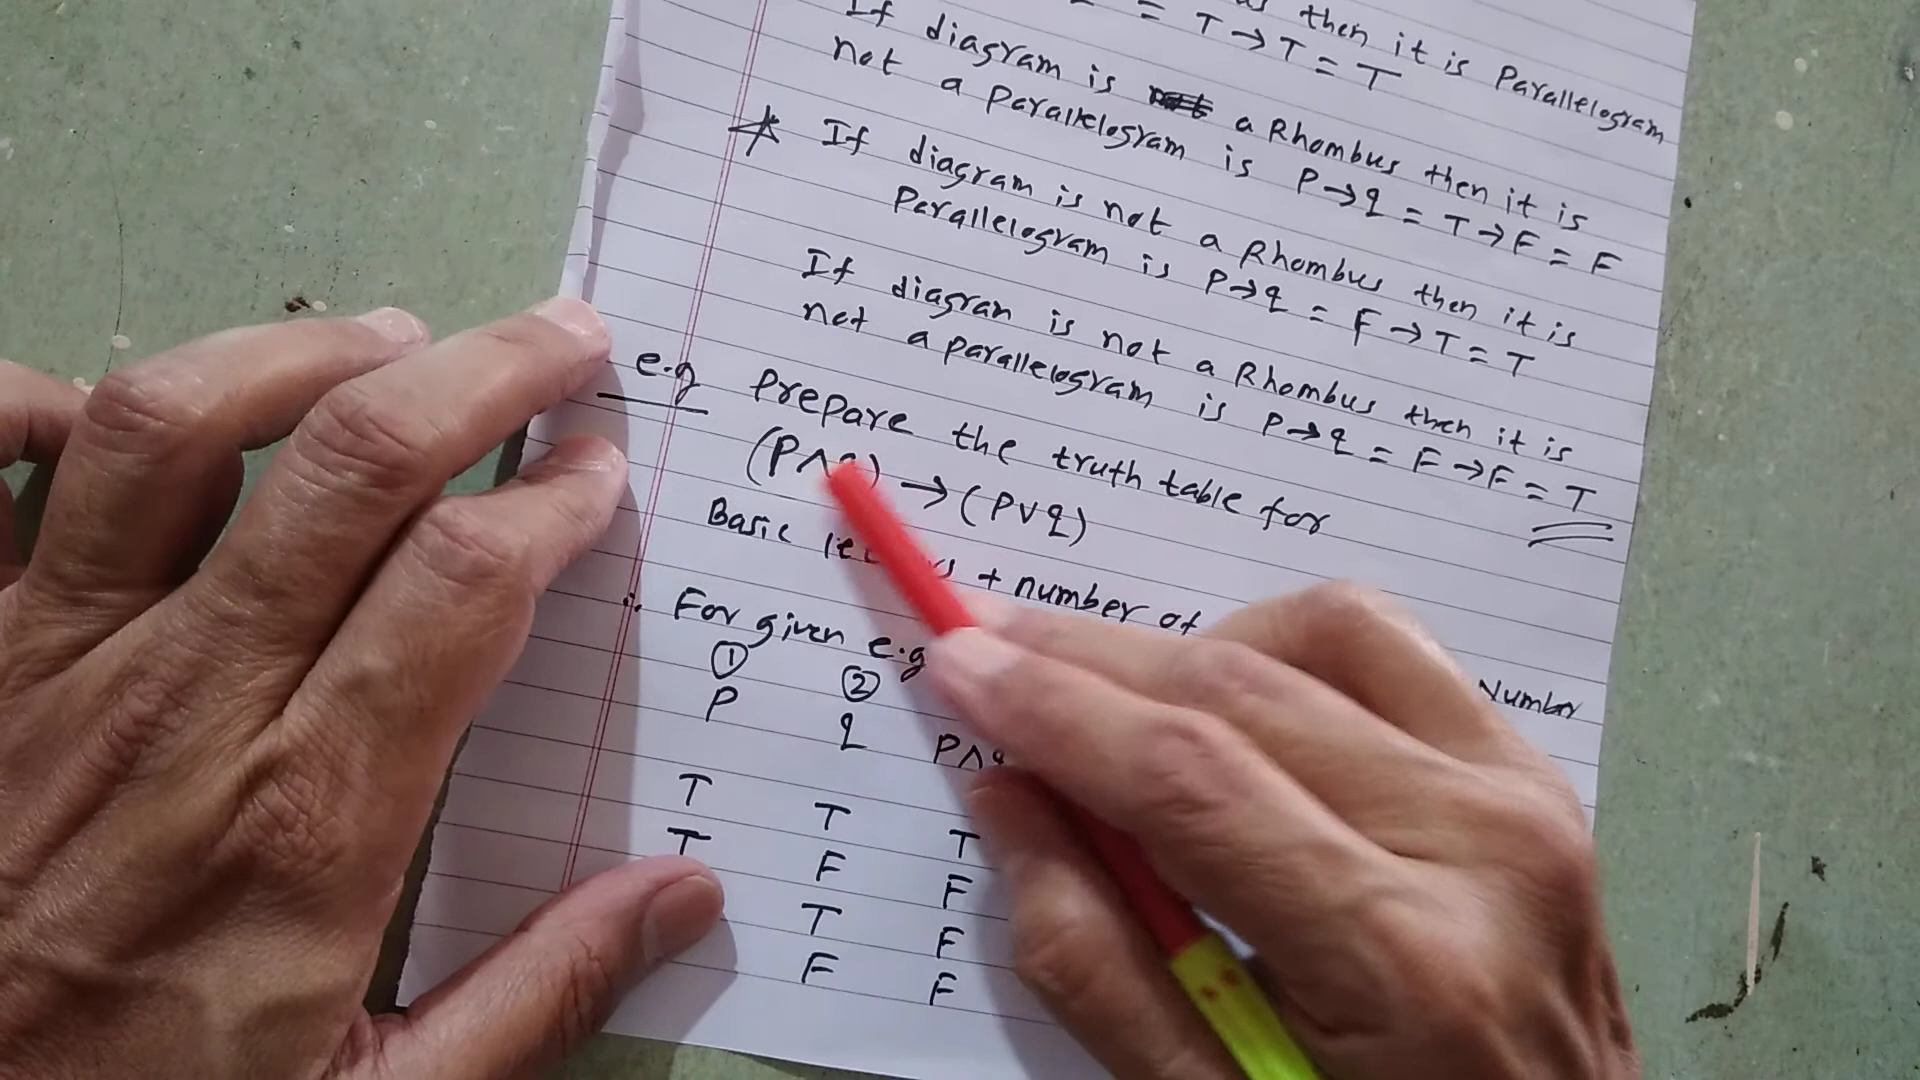 then it is Parallelogram
= T → T = T
If diagram is a Rhombus then it is
not a parallelogram is P→q = T→F = F
If diagram is not a Rhombus then it is
Parallelogram is P→q = F→T = T
If diagram is not a Rhombus then it is
not a parallelogram is P→q = F→F = T
e.g Prepare the truth table for
(P∧ ) → (P∨q)
Basic + number of
∴ For given e.g Number
① ②
P q P∧q
T T T
T F F
T F
F F